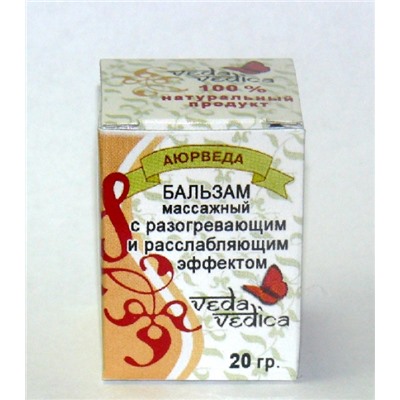 veda
vedica
100 %
натуральный
продукт
АЮРВЕДА
БАЛЬЗАМ
массажный
с разогревающим
и расслабляющим
эффектом
veda
vedica
20 гр.